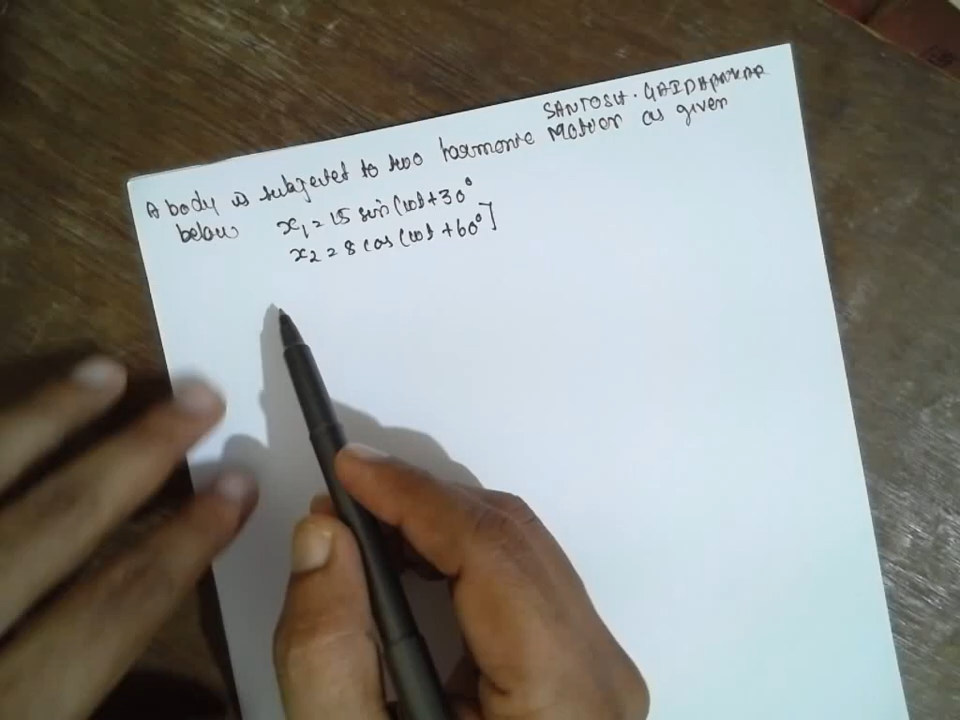 SANTOSH. GAIDHANKAR
A body is subjected to two harmonic Motion as given
below x₁ = 15 sin (ωt+30°
x₂ = 8 cos (ωt +60°]